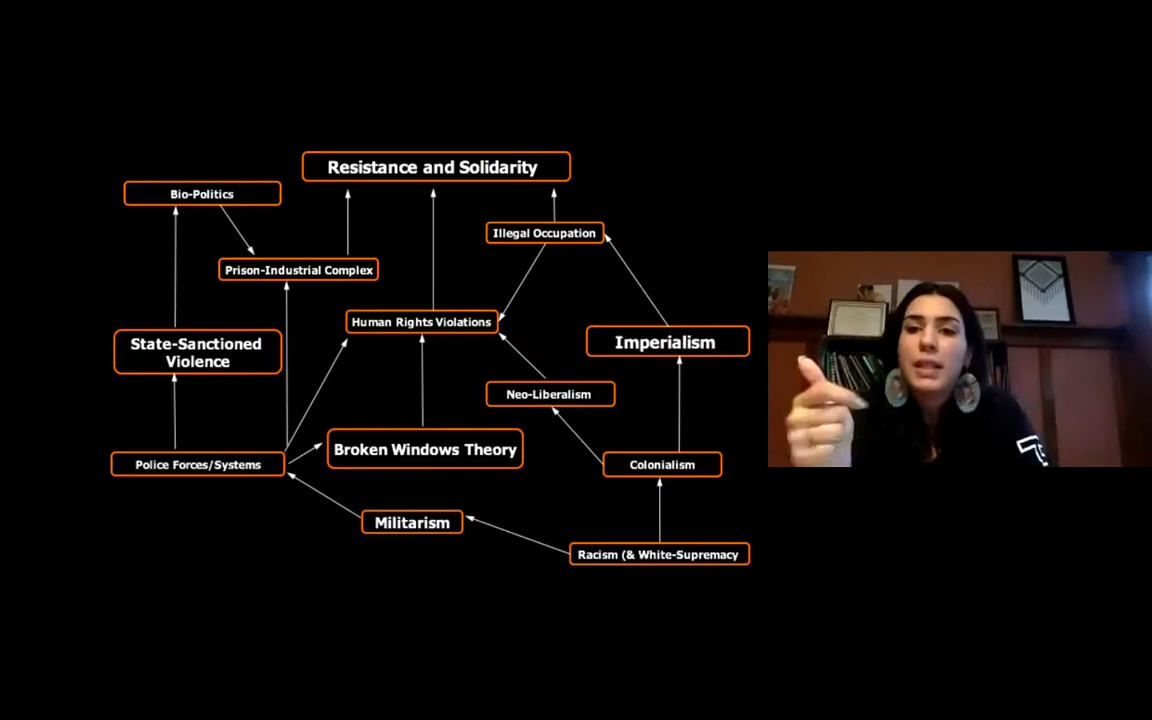 Resistance and Solidarity
Bio-Politics
Illegal Occupation
Prison-Industrial Complex
Human Rights Violations
State-Sanctioned
Violence
Imperialism
Neo-Liberalism
Broken Windows Theory
Police Forces/Systems
Colonialism
Militarism
Racism (& White-Supremacy